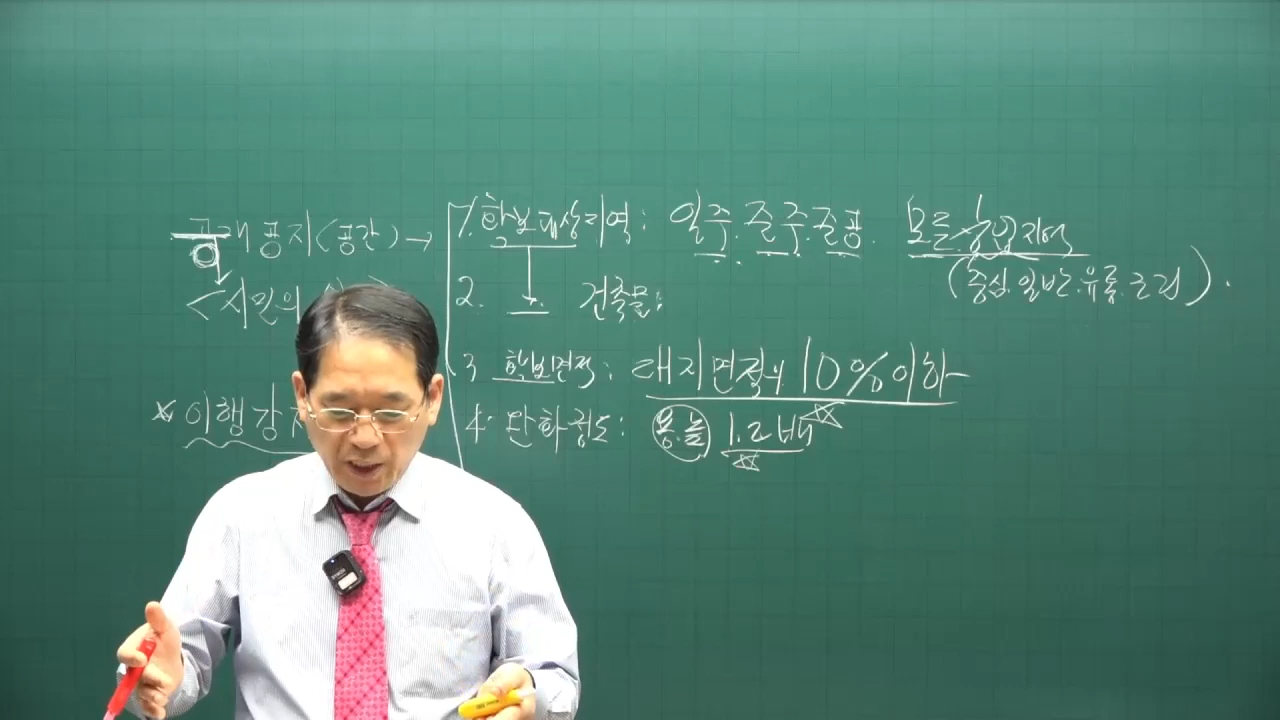 공개공지(공간) →
<시민의
☆ 이행강
1. 확보대상지역: 일주. 준주. 준공. 모든 상업지역
(중심. 일반. 유통. 근린).
2. 건축물:
3 확보면적: 대지면적의 10%이하
4. 완화정도: 용.높 1.2배